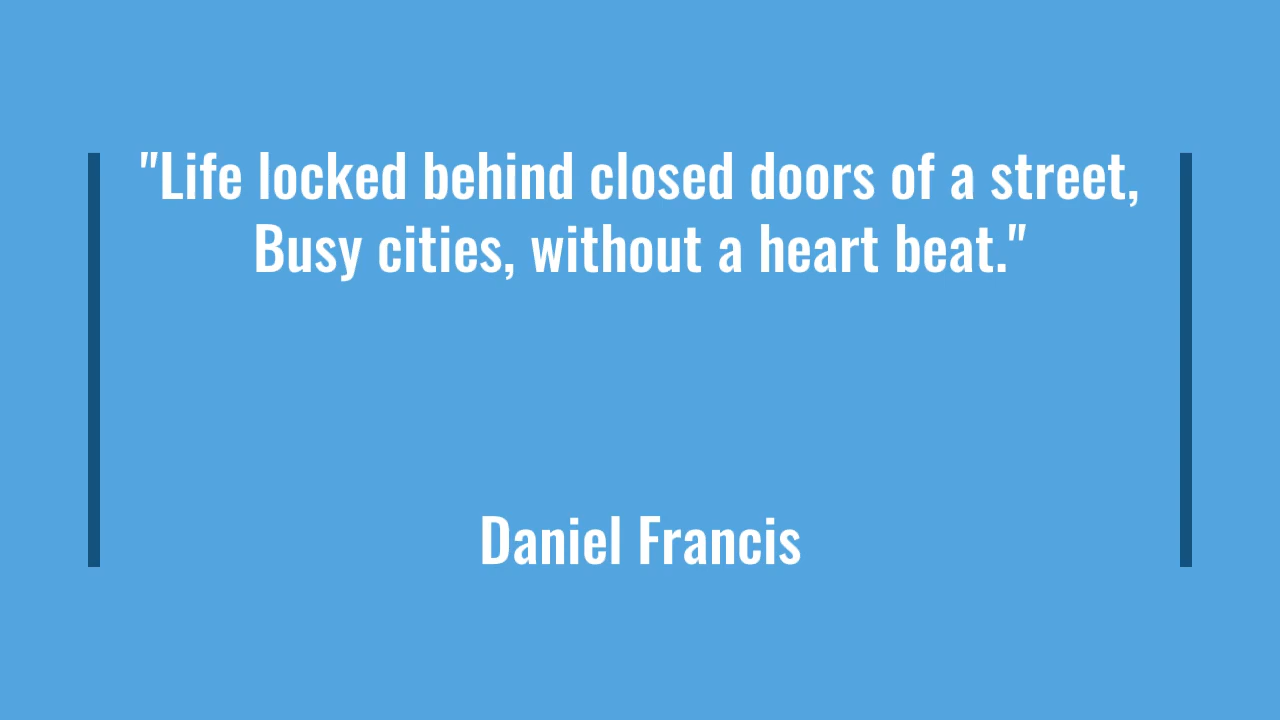 "Life locked behind closed doors of a street,
Busy cities, without a heart beat."
Daniel Francis